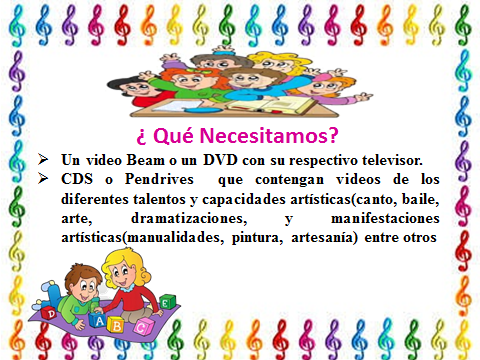 ¿ Qué Necesitamos?
➢ Un video Beam o un DVD con su respectivo televisor.
➢ CDS o Pendrives que contengan videos de los
diferentes talentos y capacidades artísticas(canto, baile,
arte, dramatizaciones, y manifestaciones
artísticas(manualidades, pintura, artesanía) entre otros
D A B C E